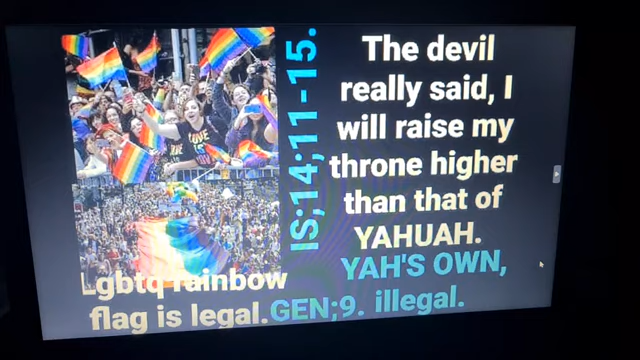 IS;14;11-15.
The devil
really said, I
will raise my
throne higher
than that of
YAHUAH.
YAH'S OWN,
Lgbtq rainbow
flag is legal. GEN;9. illegal.